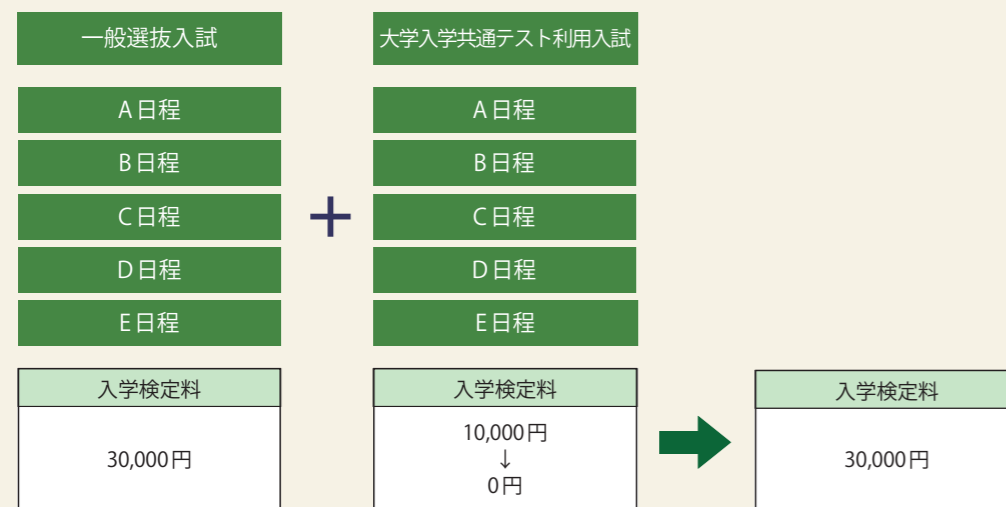 一般選抜入試
大学入学共通テスト利用入試
A日程
B日程
C日程
D日程
E日程
+
A日程
B日程
C日程
D日程
E日程
入学検定料
30,000円
入学検定料
10,000円
↓
0円
入学検定料
30,000円